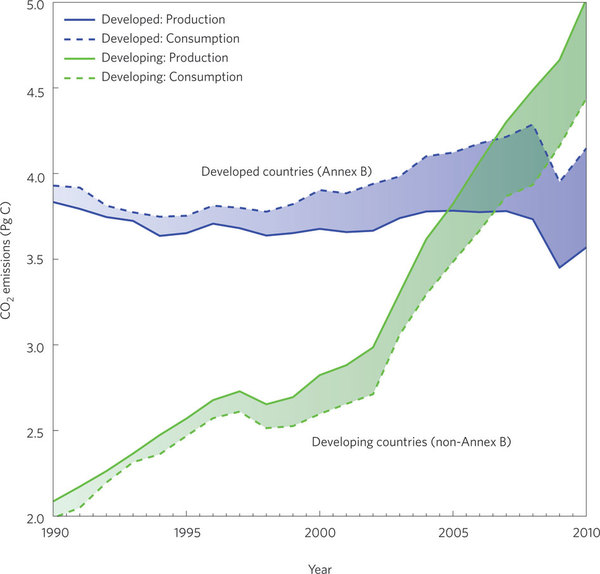 Developed: Production
Developed: Consumption
Developing: Production
Developing: Consumption
5.0
4.5
4.0
3.5
3.0
2.5
2.0
CO₂ emissions (Pg C)
Developed countries (Annex B)
Developing countries (non-Annex B)
1990 1995 2000 2005 2010
Year